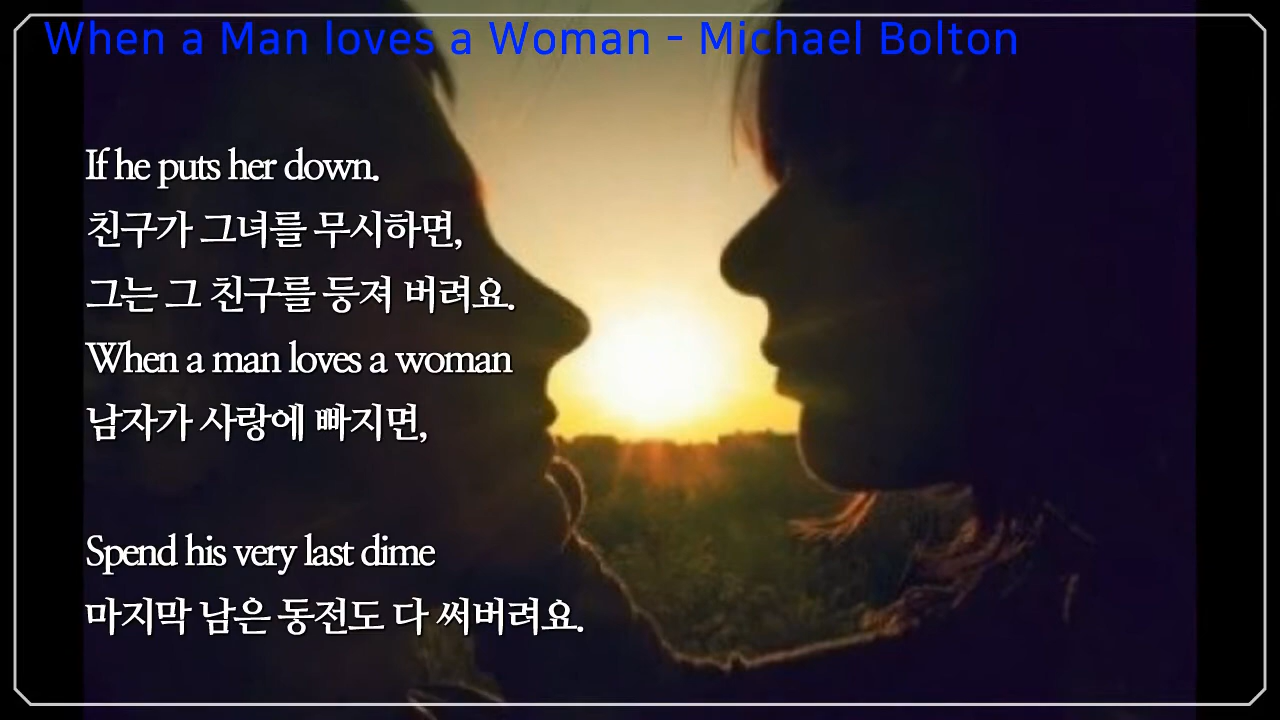 When a Man loves a Woman - Michael Bolton
If he puts her down.
친구가 그녀를 무시하면,
그는 그 친구를 등져 버려요.
When a man loves a woman
남자가 사랑에 빠지면,
Spend his very last dime
마지막 남은 동전도 다 써버려요.